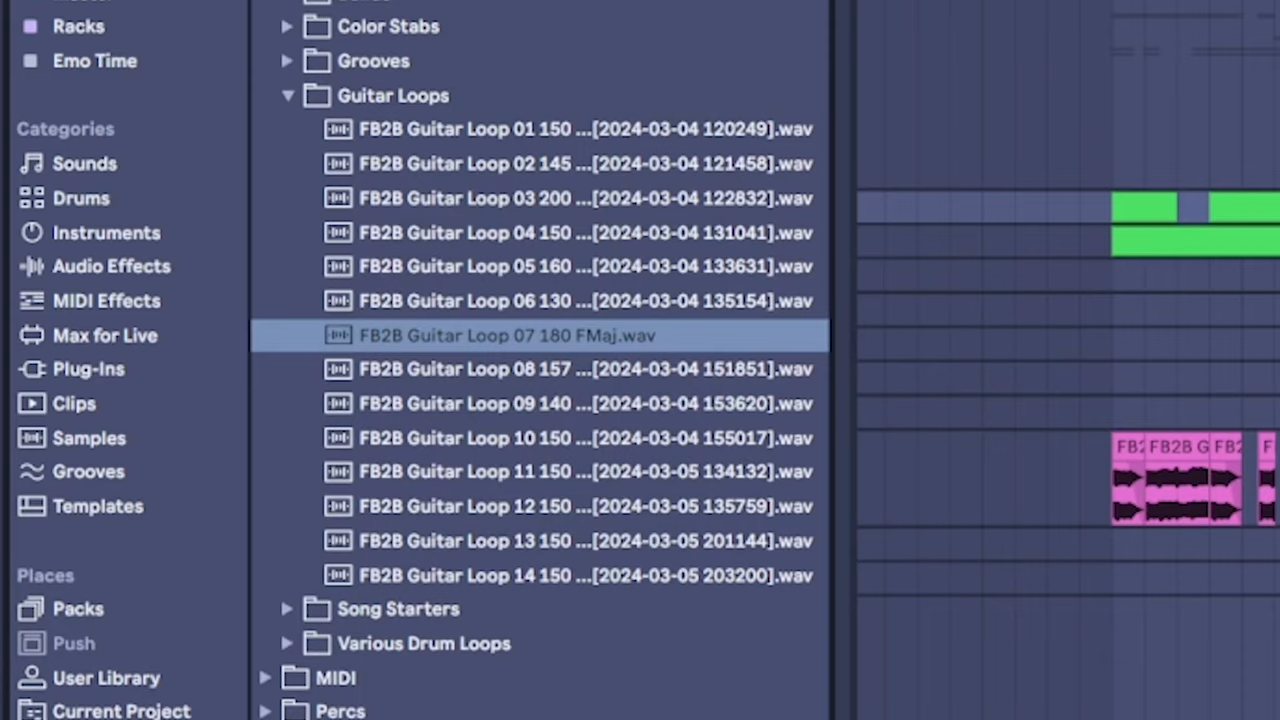 Racks
Emo Time
Categories
Sounds
Drums
Instruments
Audio Effects
MIDI Effects
Max for Live
Plug-Ins
Clips
Samples
Grooves
Templates
Places
Packs
Push
User Library
Current Project
Color Stabs
Grooves
Guitar Loops
FB2B Guitar Loop 01 150 ...[2024-03-04 120249].wav
FB2B Guitar Loop 02 145 ...[2024-03-04 121458].wav
FB2B Guitar Loop 03 200 ...[2024-03-04 122832].wav
FB2B Guitar Loop 04 150 ...[2024-03-04 131041].wav
FB2B Guitar Loop 05 160 ...[2024-03-04 133631].wav
FB2B Guitar Loop 06 130 ...[2024-03-04 135154].wav
FB2B Guitar Loop 07 180 FMaj.wav
FB2B Guitar Loop 08 157 ...[2024-03-04 151851].wav
FB2B Guitar Loop 09 140 ...[2024-03-04 153620].wav
FB2B Guitar Loop 10 150 ...[2024-03-04 155017].wav
FB2B Guitar Loop 11 150 ...[2024-03-05 134132].wav
FB2B Guitar Loop 12 150 ...[2024-03-05 135759].wav
FB2B Guitar Loop 13 150 ...[2024-03-05 201144].wav
FB2B Guitar Loop 14 150 ...[2024-03-05 203200].wav
Song Starters
Various Drum Loops
MIDI
Percs
FB2 FB2B G FB2 F